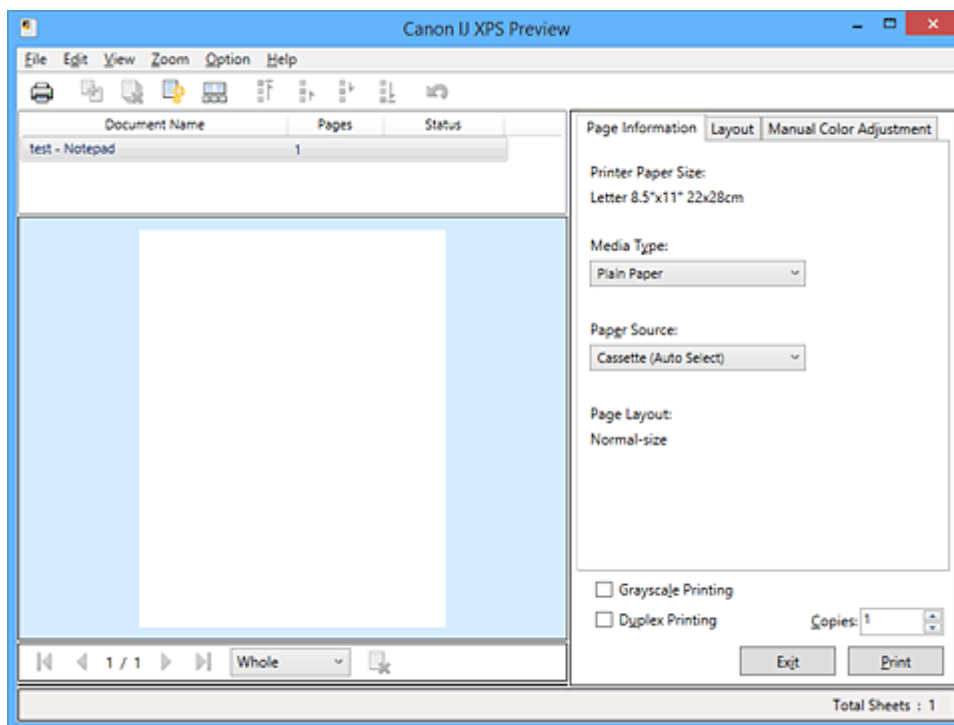 Canon IJ XPS Preview
File Edit View Zoom Option Help
Document Name Pages Status
test - Notepad 1
Page Information Layout Manual Color Adjustment
Printer Paper Size:
Letter 8.5"x11" 22x28cm
Media Type:
Plain Paper
Paper Source:
Cassette (Auto Select)
Page Layout:
Normal-size
Grayscale Printing
Duplex Printing
Copies: 1
1 / 1 Whole
Exit Print
Total Sheets : 1